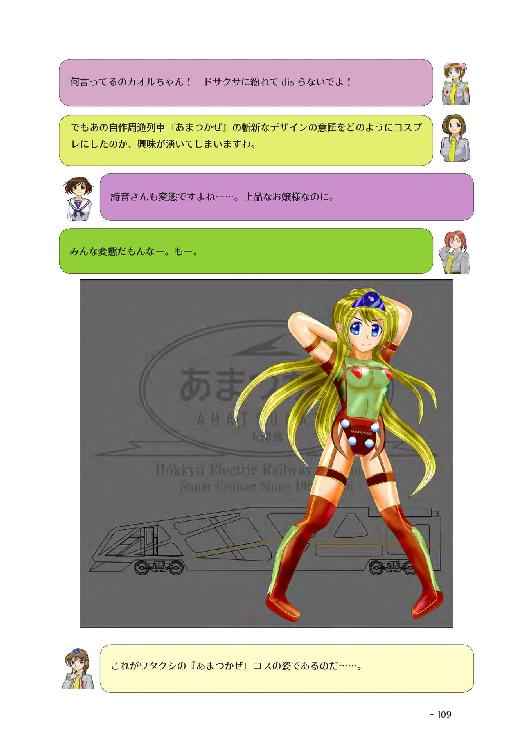 何言ってるのカオルちゃん！　ドサクサに紛れて dis らないでよ！
でもあの自作周遊列車『あまつかぜ』の斬新なデザインの意匠をどのようにコスプ
レにしたのか、興味が湧いてしまいますわ。
詩音さんも変態ですよね……。上品なお嬢様なのに。
みんな変態だもんなー。もー。
あまつ
AMATSUKA
Hokkyu Electric Railway
Super Cruiser Since 19
これがワタクシの『あまつかぜ』コスの姿であるのだ……。
- 109